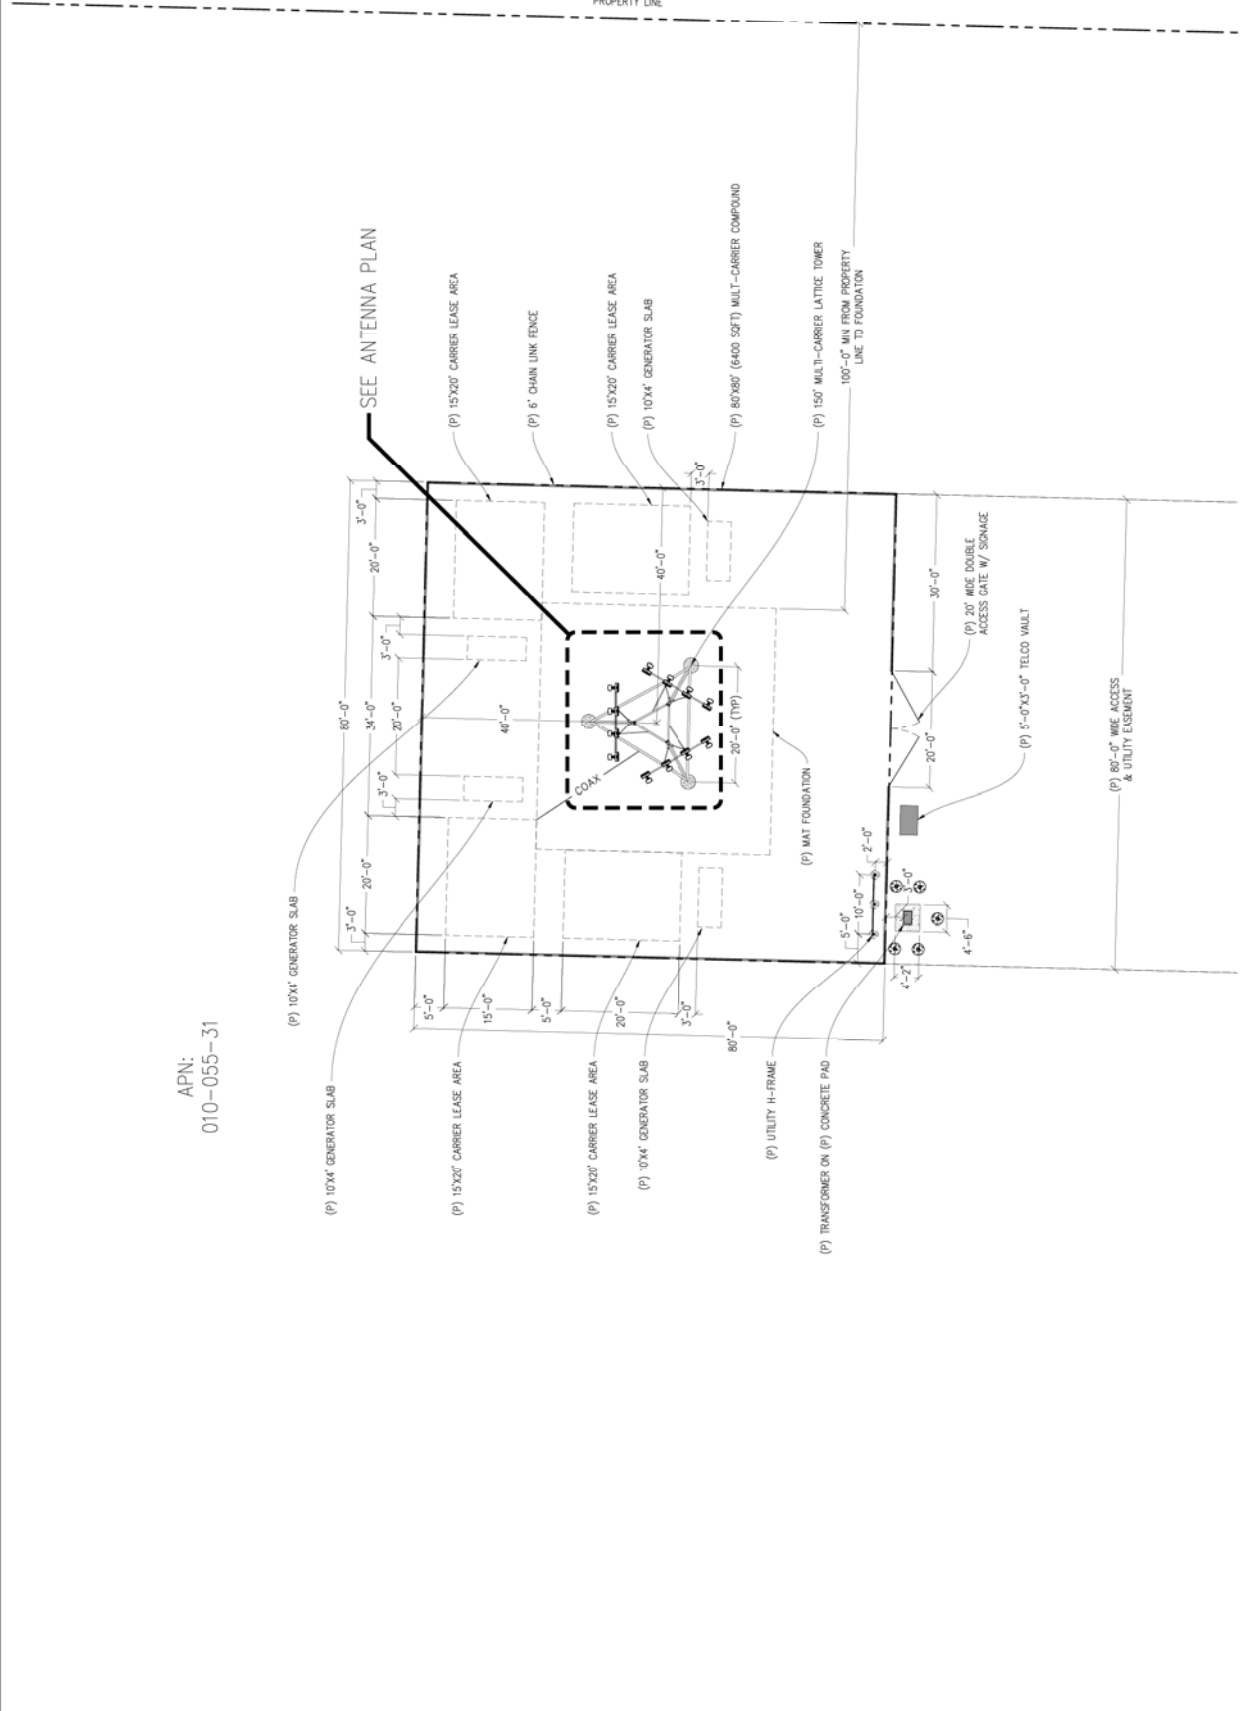 PROPERTY LINE
SEE ANTENNA PLAN
(P) 15'X20' CARRIER LEASE AREA
(P) 6' CHAIN LINK FENCE
(P) 15'X20' CARRIER LEASE AREA
(P) 10'X4' GENERATOR SLAB
(P) 80'X80' (6400 SQFT) MULT-CARRIER COMPOUND
(P) 150' MULTI-CARRIER LATTICE TOWER
100'-0" MIN FROM PROPERTY
LINE TO FOUNDATION
80'-0"
3'-0"
20'-0"
34'-0"
20'-0"
3'-0"
3'-0"
20'-0"
3'-0"
3'-0"
40'-0"
40'-0"
20'-0" (TYP)
COAX
(P) MAT FOUNDATION
30'-0"
20'-0"
(P) 20' WIDE DOUBLE
ACCESS GATE W/ SIGNAGE
(P) 5'-0"X3'-0" TELCO VAULT
(P) 80'-0" WIDE ACCESS
& UTILITY EASEMENT
2'-0"
10'-0"
5'-0"
3'-0"
4'-6"
5'-0"
15'-0"
5'-0"
20'-0"
3'-0"
80'-0"
(P) GENERATOR SLAB
(P) 10'X4' GENERATOR SLAB
(P) 15'X20' CARRIER LEASE AREA
(P) 15'X20' CARRIER LEASE AREA
(P) GENERATOR SLAB
(P) UTILITY H-FRAME
(P) TRANSFORMER ON (P) CONCRETE PAD
APN:
010-055-31